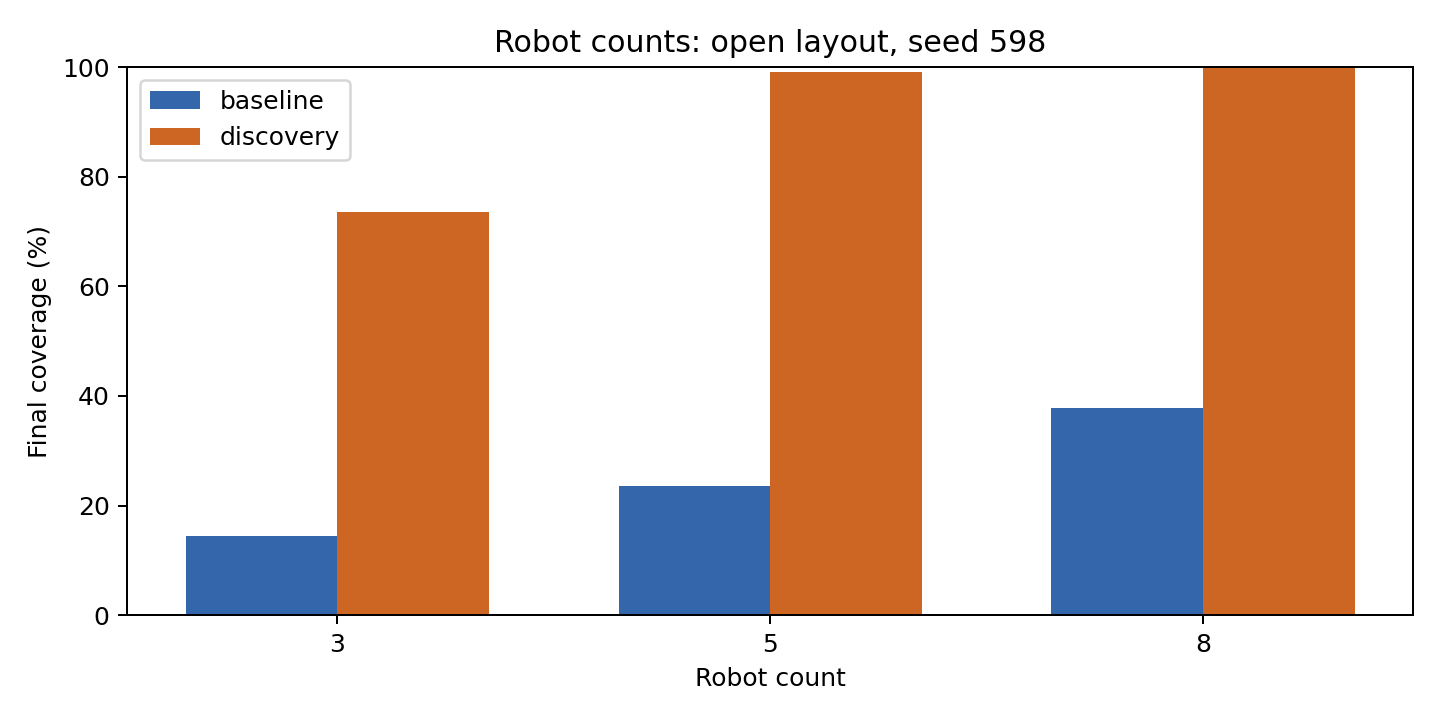 Robot counts: open layout, seed 598
baseline
discovery
Final coverage (%)
100
80
60
40
20
0
3
5
8
Robot count